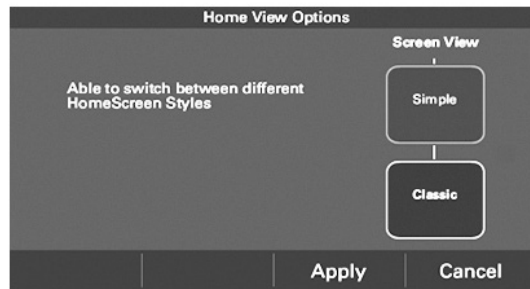 Home View Options
Screen View
Able to switch between different
HomeScreen Styles
Simple
Classic
Apply
Cancel